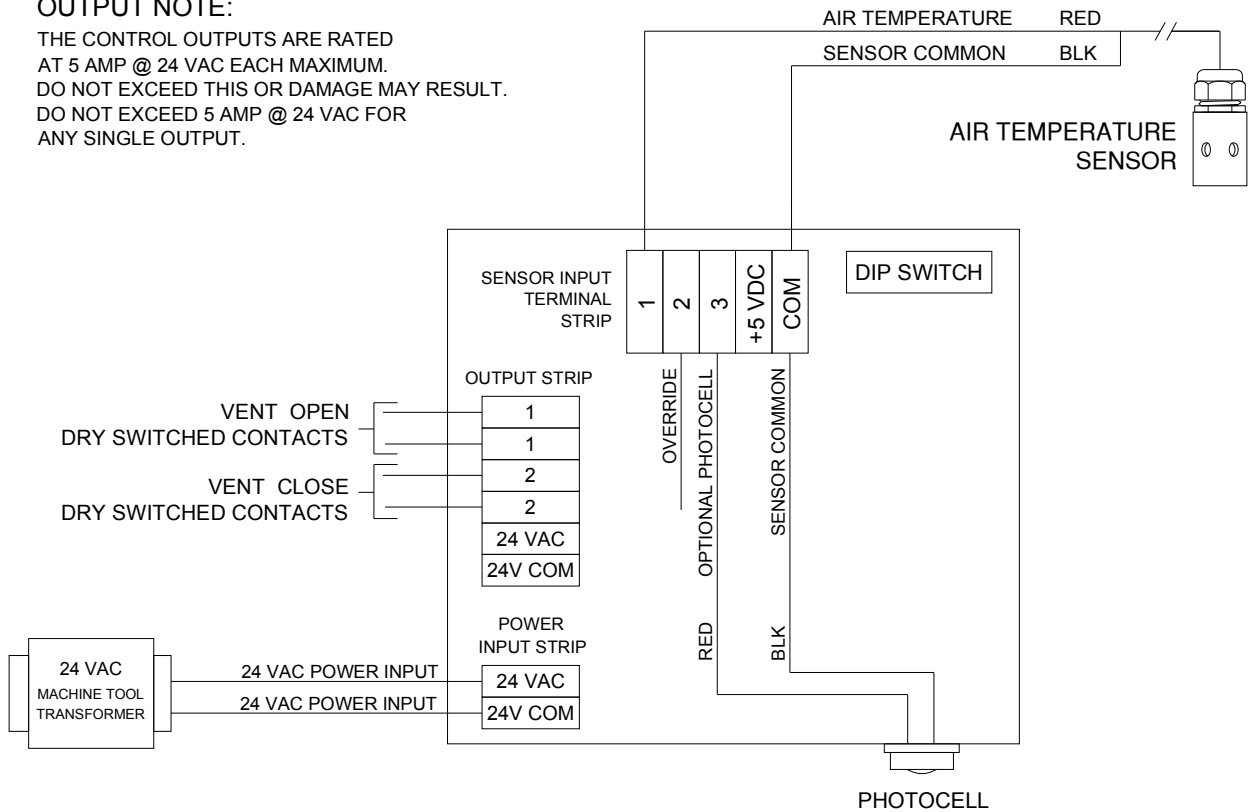 OUTPUT NOTE:
THE CONTROL OUTPUTS ARE RATED
AT 5 AMP @ 24 VAC EACH MAXIMUM.
DO NOT EXCEED THIS OR DAMAGE MAY RESULT.
DO NOT EXCEED 5 AMP @ 24 VAC FOR
ANY SINGLE OUTPUT.
AIR TEMPERATURE RED
SENSOR COMMON BLK
AIR TEMPERATURE
SENSOR
SENSOR INPUT
TERMINAL
STRIP
1
2
3
+5 VDC
COM
DIP SWITCH
OVERRIDE
OPTIONAL PHOTOCELL
RED
SENSOR COMMON
BLK
OUTPUT STRIP
1
1
2
2
24 VAC
24V COM
VENT OPEN
DRY SWITCHED CONTACTS
VENT CLOSE
DRY SWITCHED CONTACTS
POWER
INPUT STRIP
24 VAC
24V COM
24 VAC POWER INPUT
24 VAC POWER INPUT
24 VAC
MACHINE TOOL
TRANSFORMER
PHOTOCELL